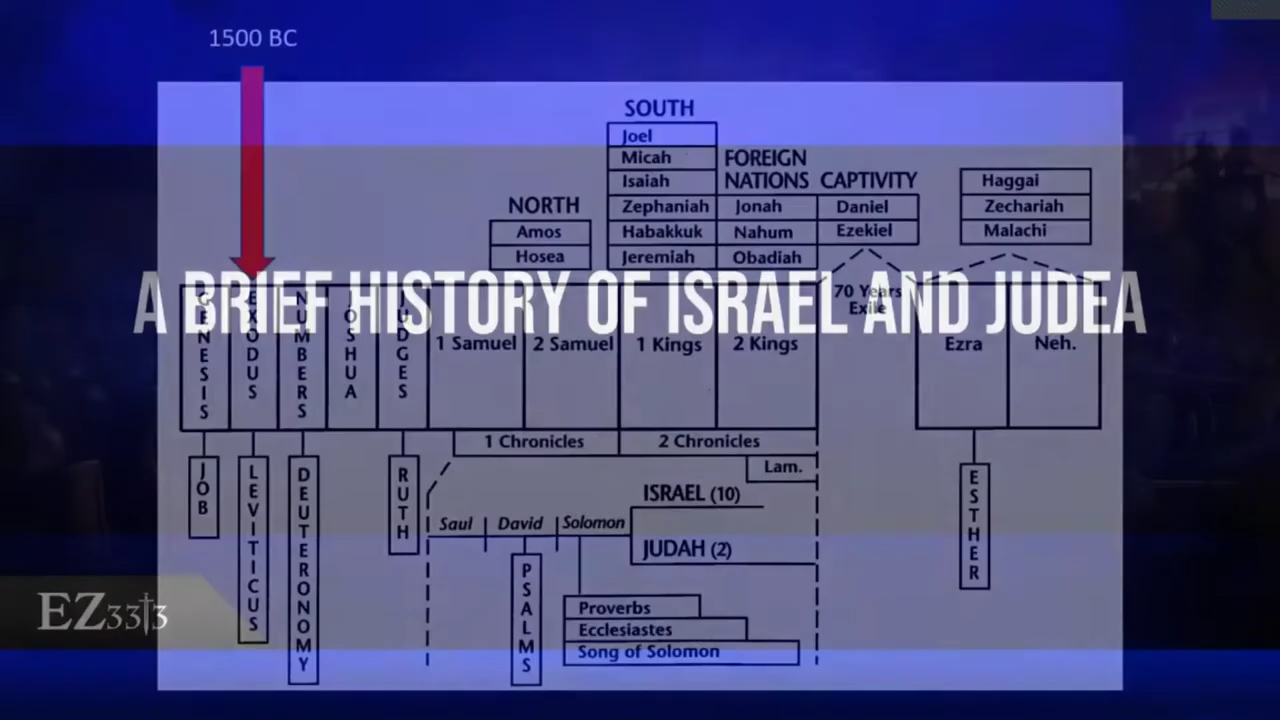 1500 BC
SOUTH
Joel
Micah
Isaiah
Zephaniah
Habakkuk
Jeremiah
FOREIGN
NATIONS
Jonah
Nahum
Obadiah
CAPTIVITY
Daniel
Ezekiel
Haggai
Zechariah
Malachi
NORTH
Amos
Hosea
A BRIEF HISTORY OF ISRAEL AND JUDEA
70 Years
Exile
GENESIS
EXODUS
NUMBERS
JOSHUA
JUDGES
1 Samuel
2 Samuel
1 Kings
2 Kings
Ezra
Neh.
1 Chronicles
2 Chronicles
Lam.
JOB
LEVITICUS
DEUTERONOMY
RUTH
ISRAEL (10)
Saul
David
Solomon
JUDAH (2)
PSALMS
Proverbs
Ecclesiastes
Song of Solomon
ESTHER
EZ33:3